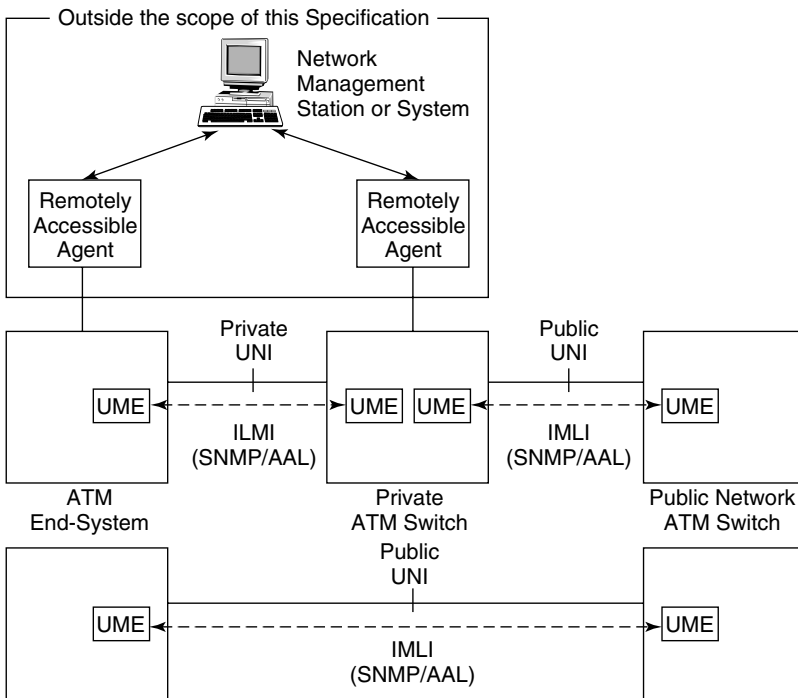 Outside the scope of this Specification
Network
Management
Station or System
Remotely
Accessible
Agent
Remotely
Accessible
Agent
Private
UNI
Public
UNI
UME
UME
UME
UME
ILMI
(SNMP/AAL)
IMLI
(SNMP/AAL)
ATM
End-System
Private
ATM Switch
Public Network
ATM Switch
Public
UNI
UME
UME
IMLI
(SNMP/AAL)